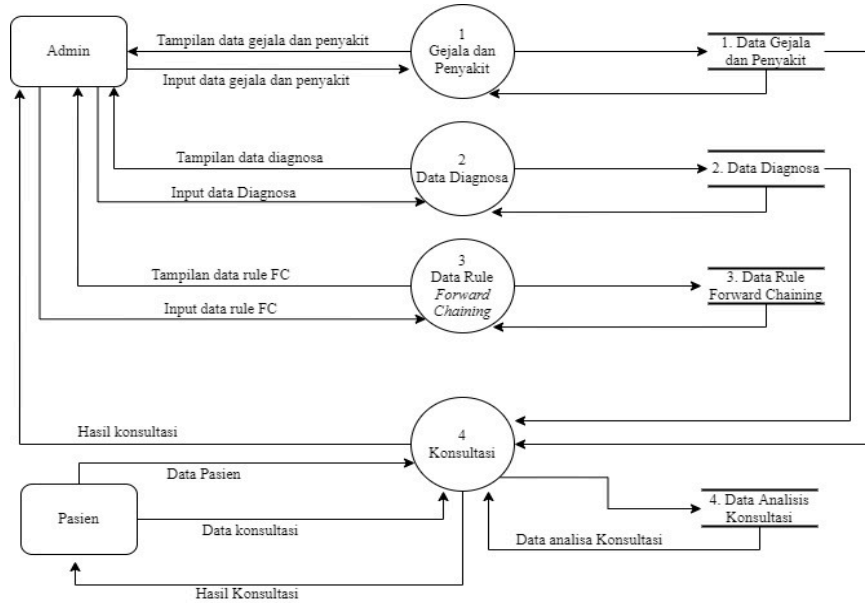 Admin
Tampilan data gejala dan penyakit
Input data gejala dan penyakit
1
Gejala dan
Penyakit
1. Data Gejala
dan Penyakit
Tampilan data diagnosa
Input data Diagnosa
2
Data Diagnosa
2. Data Diagnosa
Tampilan data rule FC
Input data rule FC
3
Data Rule
Forward
Chaining
3. Data Rule
Forward Chaining
Hasil konsultasi
4
Konsultasi
Data Pasien
Pasien
Data konsultasi
4. Data Analisis
Konsultasi
Data analisa Konsultasi
Hasil Konsultasi